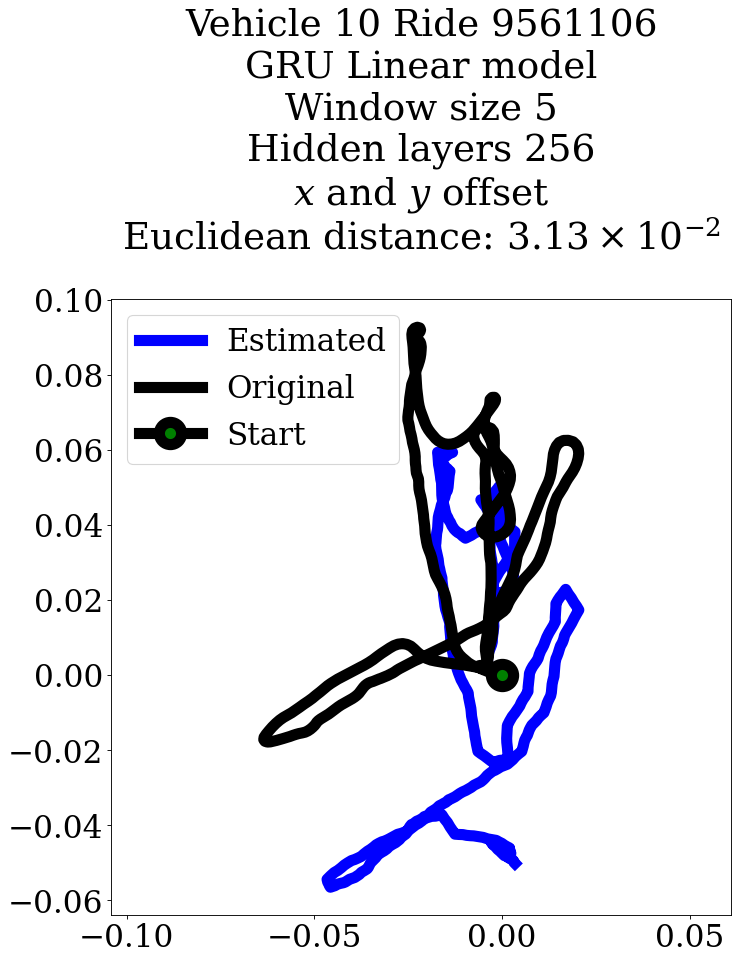 Vehicle 10 Ride 9561106
GRU Linear model
Window size 5
Hidden layers 256
x and y offset
Euclidean distance: 3.13 × 10⁻²
Estimated
Original
Start
0.10
0.08
0.06
0.04
0.02
0.00
−0.02
−0.04
−0.06
−0.10 −0.05 0.00 0.05